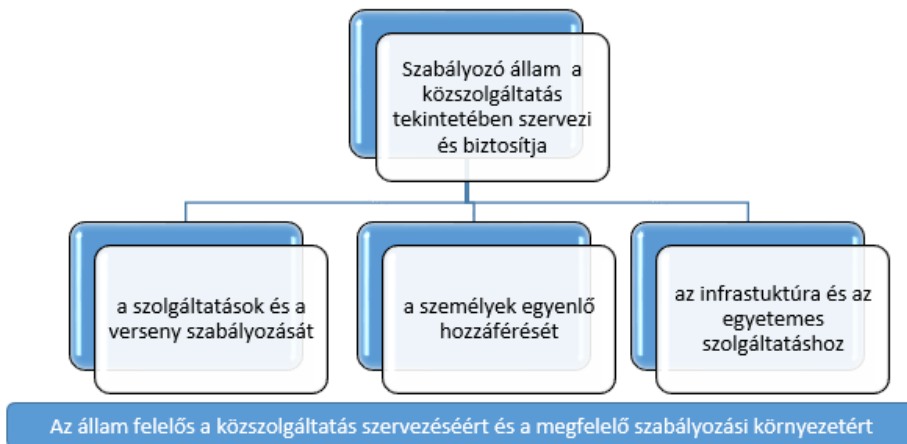 Szabályozó állam a
közszolgáltatás
tekintetében szervezi
és biztosítja
a szolgáltatások és a
verseny szabályozását
a személyek egyenlő
hozzáférését
az infrastuktúra és az
egyetemes
szolgáltatáshoz
Az állam felelős a közszolgáltatás szervezéséért és a megfelelő szabályozási környezetért